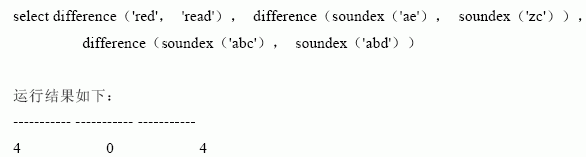 select difference（'red'， 'read'）， difference（soundex（'ae'）， soundex（'zc'）），
difference（soundex（'abc'）， soundex（'abd'））
运行结果如下：
----------- ----------- -----------
4 0 4